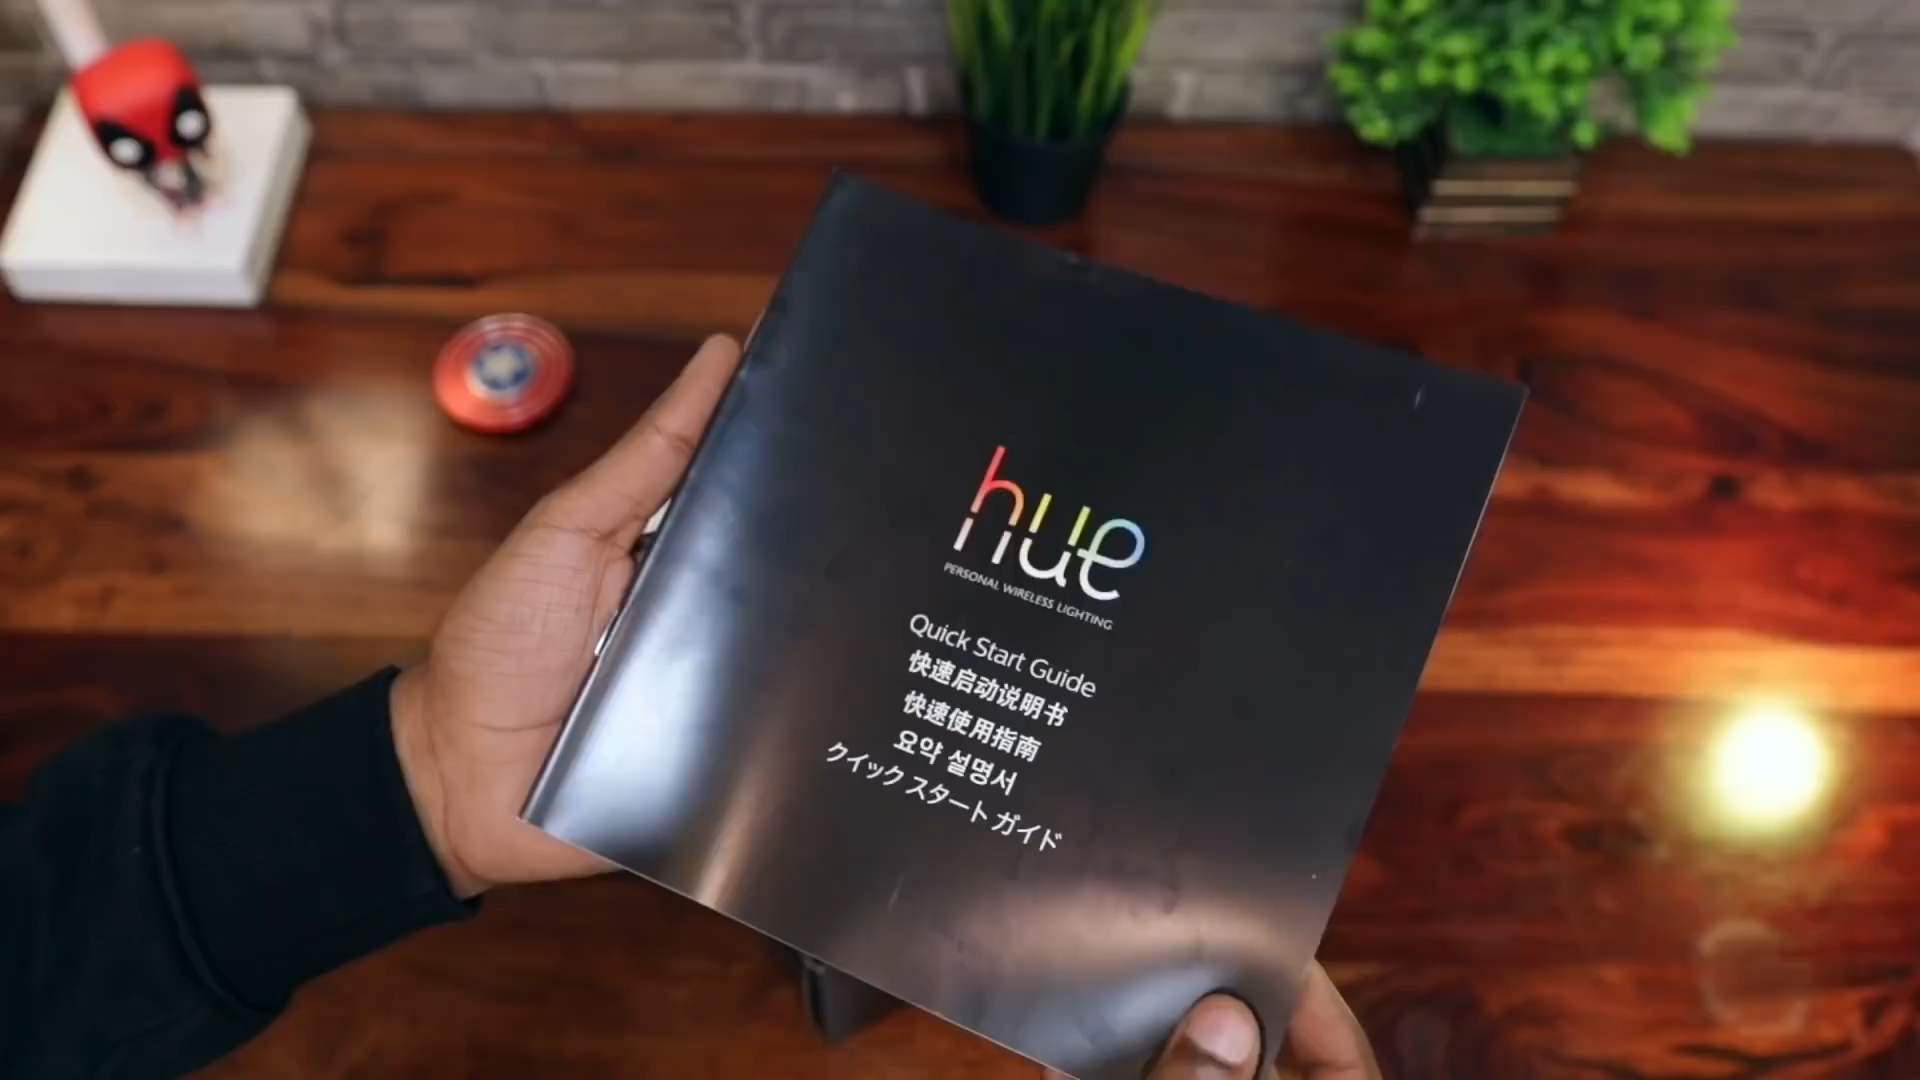 hue
PERSONAL WIRELESS LIGHTING
Quick Start Guide
快速启动说明书
快速使用指南
요약 설명서
クイック スタート ガイド